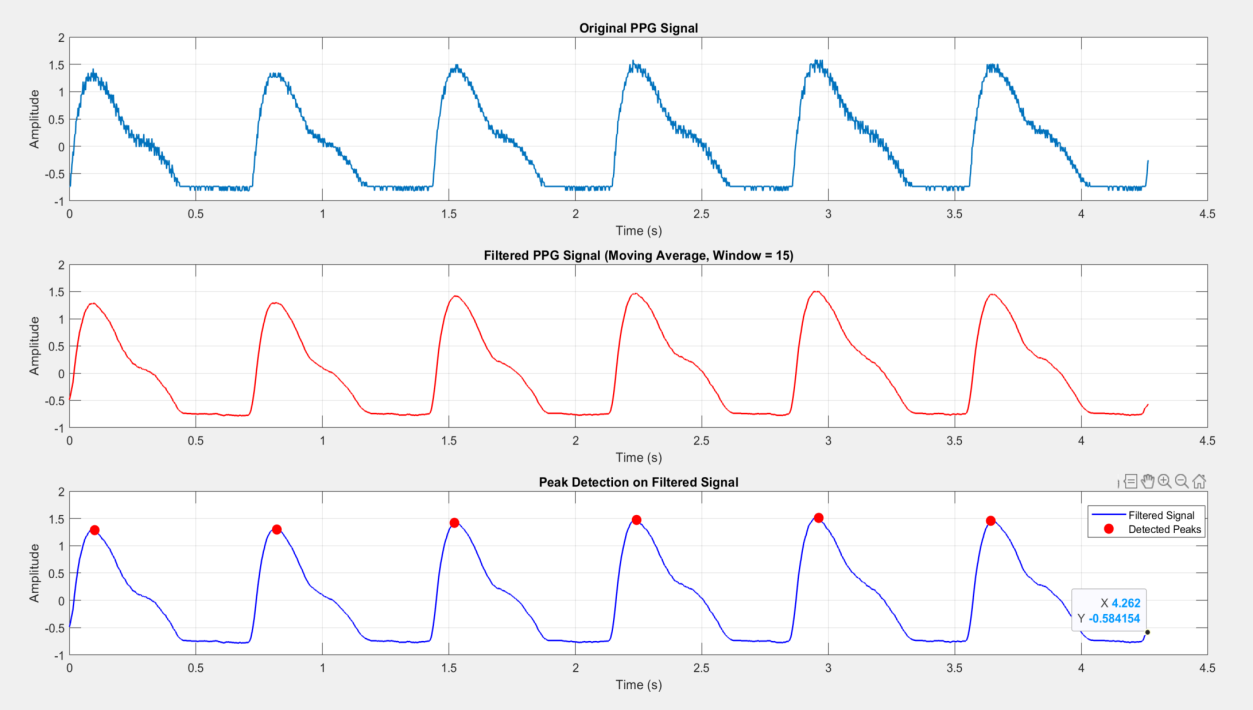 Original PPG Signal
2
1.5
1
0.5
0
-0.5
-1
Amplitude
0 0.5 1 1.5 2 2.5 3 3.5 4 4.5
Time (s)
Filtered PPG Signal (Moving Average, Window = 15)
2
1.5
1
0.5
0
-0.5
-1
Amplitude
0 0.5 1 1.5 2 2.5 3 3.5 4 4.5
Time (s)
Peak Detection on Filtered Signal
2
1.5
1
0.5
0
-0.5
-1
Amplitude
Filtered Signal
Detected Peaks
X 4.262
Y -0.584154
0 0.5 1 1.5 2 2.5 3 3.5 4 4.5
Time (s)